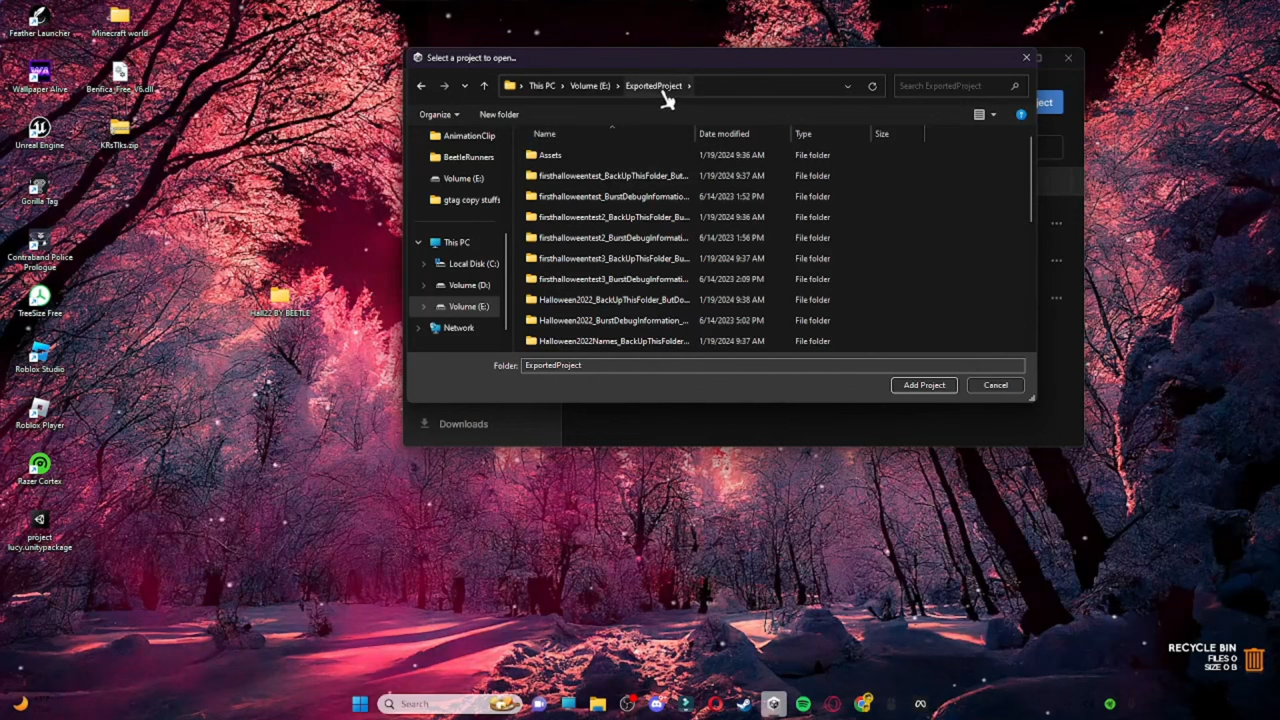 Feather Launcher
Minecraft world
Wallpaper Alive
Benfica_Free_V6.dll
Unreal Engine
KRsTlks.zip
Gorilla Tag
Contraband Police
Prologue
TreeSize Free
Hall22 BY BEETLE
Roblox Studio
Roblox Player
Razer Cortex
project
lucy.unitypackage
Select a project to open...
This PC > Volume (E:) > ExportedProject >
Search ExportedProject
ject
Organize
New folder
AnimationClip
BeetleRunners
Volume (E:)
gtag copy stuffs
This PC
Local Disk (C:)
Volume (D:)
Volume (E:)
Network
Name Date modified Type Size
Assets 1/19/2024 9:36 AM File folder
firsthalloweentest_BackUpThisFolder_But... 1/19/2024 9:37 AM File folder
firsthalloweentest_BurstDebugInformatio... 6/14/2023 1:52 PM File folder
firsthalloweentest2_BackUpThisFolder_Bu... 1/19/2024 9:36 AM File folder
firsthalloweentest2_BurstDebugInformati... 6/14/2023 1:56 PM File folder
firsthalloweentest3_BackUpThisFolder_Bu... 1/19/2024 9:37 AM File folder
firsthalloweentest3_BurstDebugInformati... 6/14/2023 2:09 PM File folder
Halloween2022_BackUpThisFolder_ButDo... 1/19/2024 9:38 AM File folder
Halloween2022_BurstDebugInformation_... 6/14/2023 5:02 PM File folder
Halloween2022Names_BackUpThisFolder... 1/19/2024 9:37 AM File folder
Folder: ExportedProject
Add Project
Cancel
Downloads
RECYCLE BIN
FILES 0
SIZE 0 B
Search